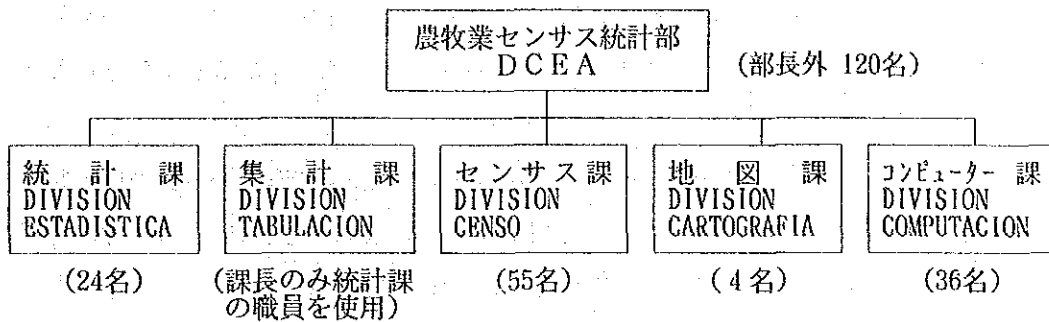 農牧業センサス統計部
DCEA
(部長外 120名)
統計課
DIVISION
ESTADISTICA
(24名)
集計課
DIVISION
TABULACION
(課長のみ統計課
の職員を使用)
センサス課
DIVISION
CENSO
(55名)
地図課
DIVISION
CARTOGRAFIA
(4名)
コンピューター課
DIVISION
COMPUTACION
(36名)